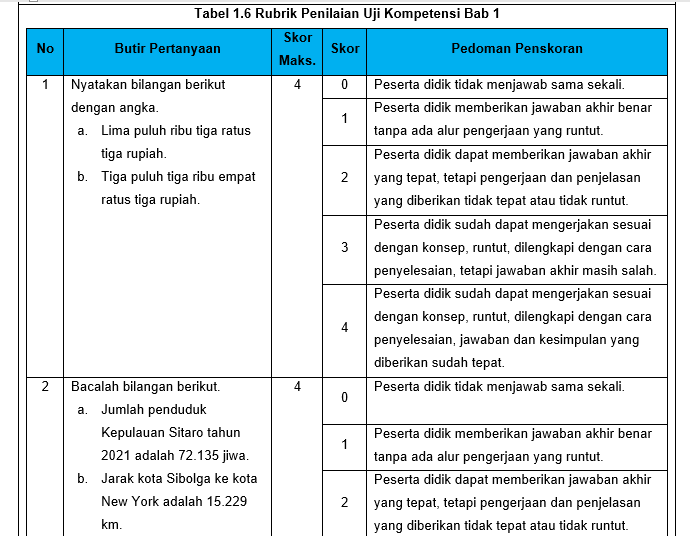 Tabel 1.6 Rubrik Penilaian Uji Kompetensi Bab 1
No Butir Pertanyaan Skor Maks. Skor Pedoman Penskoran
1 Nyatakan bilangan berikut
dengan angka.
a. Lima puluh ribu tiga ratus
tiga rupiah.
b. Tiga puluh tiga ribu empat
ratus tiga rupiah.
4
0 Peserta didik tidak menjawab sama sekali.
1 Peserta didik memberikan jawaban akhir benar
tanpa ada alur pengerjaan yang runtut.
2 Peserta didik dapat memberikan jawaban akhir
yang tepat, tetapi pengerjaan dan penjelasan
yang diberikan tidak tepat atau tidak runtut.
3 Peserta didik sudah dapat mengerjakan sesuai
dengan konsep, runtut, dilengkapi dengan cara
penyelesaian, tetapi jawaban akhir masih salah.
4 Peserta didik sudah dapat mengerjakan sesuai
dengan konsep, runtut, dilengkapi dengan cara
penyelesaian, jawaban dan kesimpulan yang
diberikan sudah tepat.
2 Bacalah bilangan berikut.
a. Jumlah penduduk
Kepulauan Sitaro tahun
2021 adalah 72.135 jiwa.
b. Jarak kota Sibolga ke kota
New York adalah 15.229
km.
4
0 Peserta didik tidak menjawab sama sekali.
1 Peserta didik memberikan jawaban akhir benar
tanpa ada alur pengerjaan yang runtut.
2 Peserta didik dapat memberikan jawaban akhir
yang tepat, tetapi pengerjaan dan penjelasan
yang diberikan tidak tepat atau tidak runtut.